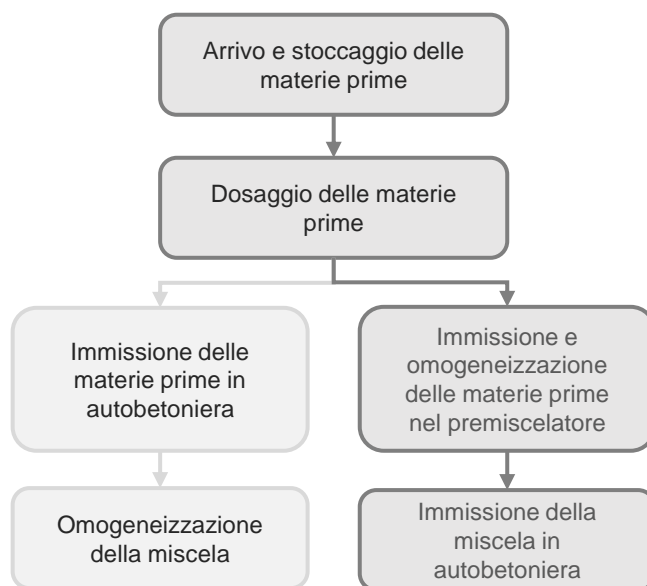 Arrivo e stoccaggio delle
materie prime
Dosaggio delle materie
prime
Immissione delle
materie prime in
autobetoniera
Immissione e
omogeneizzazione
delle materie prime
nel premiscelatore
Omogeneizzazione
della miscela
Immissione della
miscela in
autobetoniera